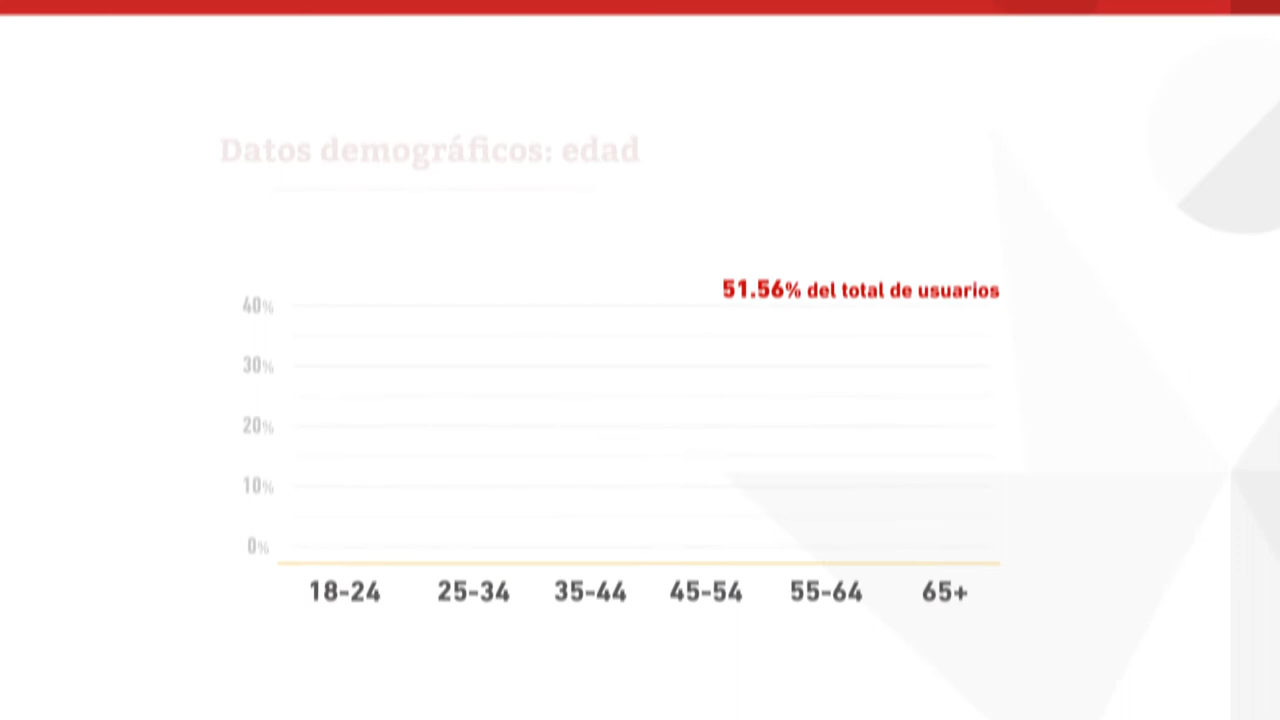 Datos demográficos: edad
51.56% del total de usuarios
40%
30%
20%
10%
0%
18-24 25-34 35-44 45-54 55-64 65+